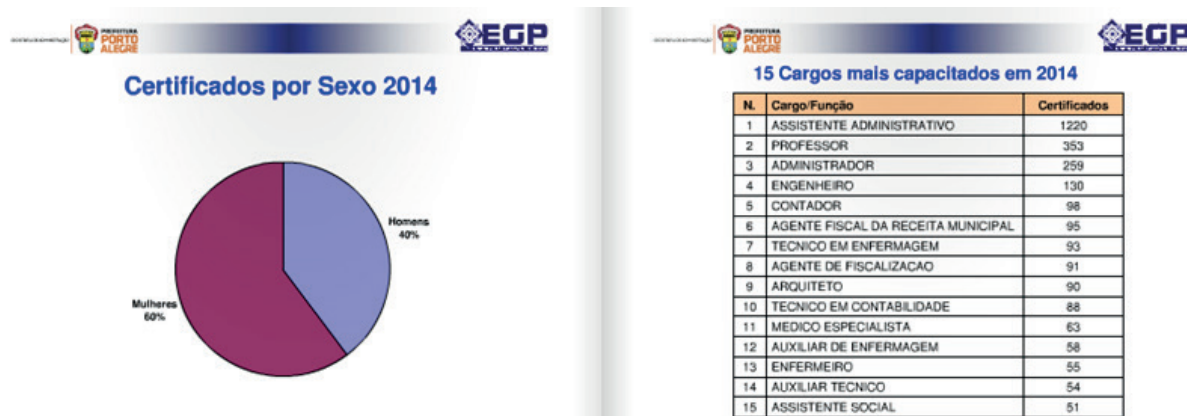 PREFEITURA
PORTO
ALEGRE
EGP
Certificados por Sexo 2014
Homens
40%
Mulheres
60%
PREFEITURA
PORTO
ALEGRE
EGP
15 Cargos mais capacitados em 2014
N. Cargo/Função Certificados
1 ASSISTENTE ADMINISTRATIVO 1220
2 PROFESSOR 353
3 ADMINISTRADOR 259
4 ENGENHEIRO 130
5 CONTADOR 98
6 AGENTE FISCAL DA RECEITA MUNICIPAL 95
7 TECNICO EM ENFERMAGEM 93
8 AGENTE DE FISCALIZACAO 91
9 ARQUITETO 90
10 TECNICO EM CONTABILIDADE 88
11 MEDICO ESPECIALISTA 63
12 AUXILIAR DE ENFERMAGEM 58
13 ENFERMEIRO 55
14 AUXILIAR TECNICO 54
15 ASSISTENTE SOCIAL 51